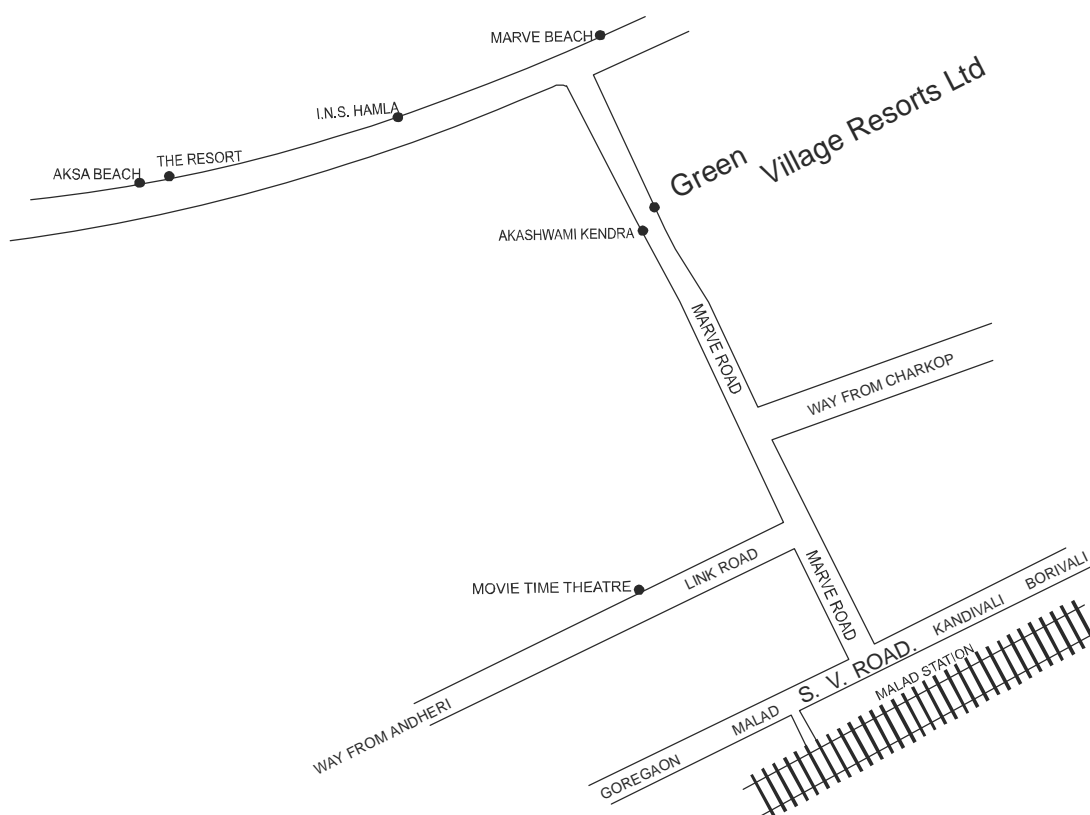 MARVE BEACH
I.N.S. HAMLA
THE RESORT
AKSA BEACH
Green Village Resorts Ltd
AKASHWAMI KENDRA
MARVE ROAD
WAY FROM CHARKOP
MOVIE TIME THEATRE
LINK ROAD
MARVE ROAD
WAY FROM ANDHERI
GOREGAON
MALAD
S. V. ROAD.
KANDIVALI
BORIVALI
MALAD STATION